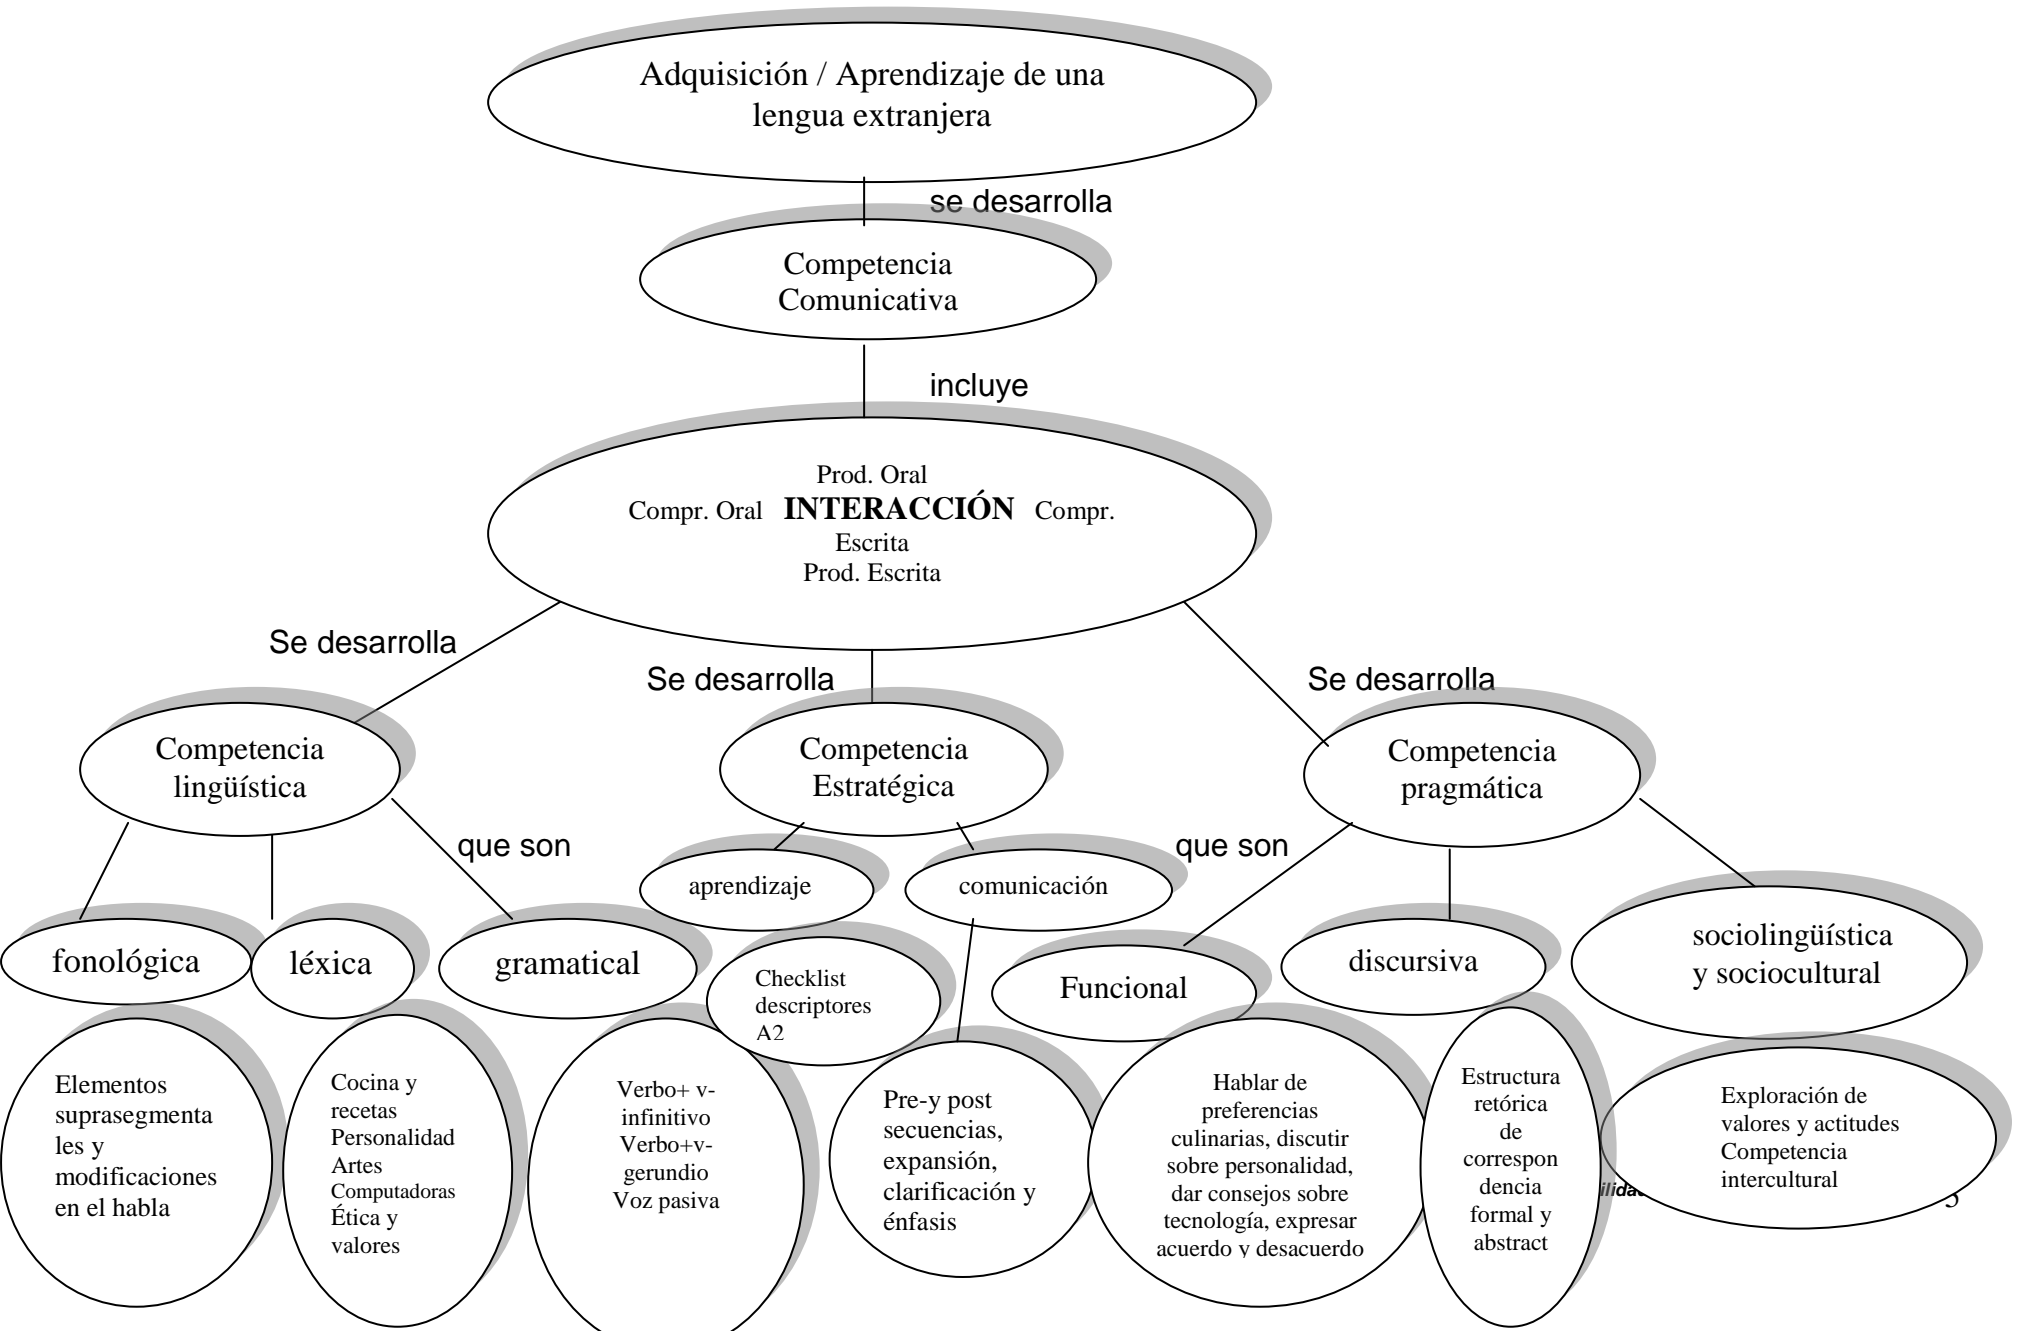 Adquisición / Aprendizaje de una
lengua extranjera
se desarrolla
Competencia
Comunicativa
incluye
Prod. Oral
Compr. Oral INTERACCIÓN Compr.
Escrita
Prod. Escrita
Se desarrolla
Se desarrolla
Se desarrolla
Competencia
lingüística
Competencia
Estratégica
Competencia
pragmática
que son
que son
aprendizaje
comunicación
fonológica
léxica
gramatical
Checklist
descriptores
A2
Funcional
discursiva
sociolingüística
y sociocultural
Elementos
suprasegmenta
les y
modificaciones
en el habla
Cocina y
recetas
Personalidad
Artes
Computadoras
Ética y
valores
Verbo+ v-
infinitivo
Verbo+v-
gerundio
Voz pasiva
Pre-y post
secuencias,
expansión,
clarificación y
énfasis
Hablar de
preferencias
culinarias, discutir
sobre personalidad,
dar consejos sobre
tecnología, expresar
acuerdo y desacuerdo
Estructura
retórica
de
correspon
dencia
formal y
abstract
Exploración de
valores y actitudes
Competencia
intercultural